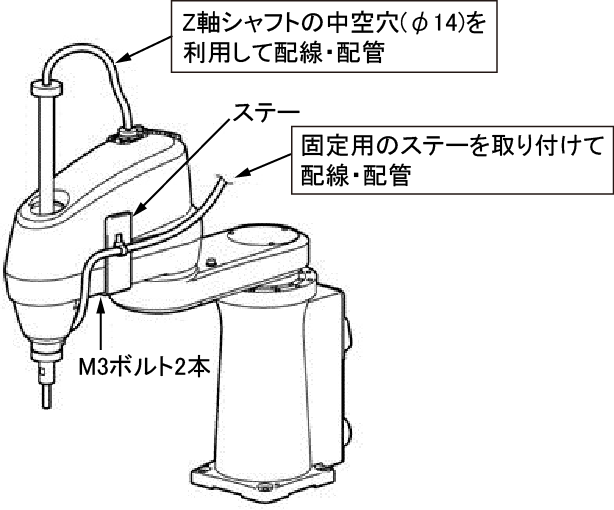 Z軸シャフトの中空穴(φ14)を
利用して配線・配管
ステー
固定用のステーを取り付けて
配線・配管
M3ボルト2本